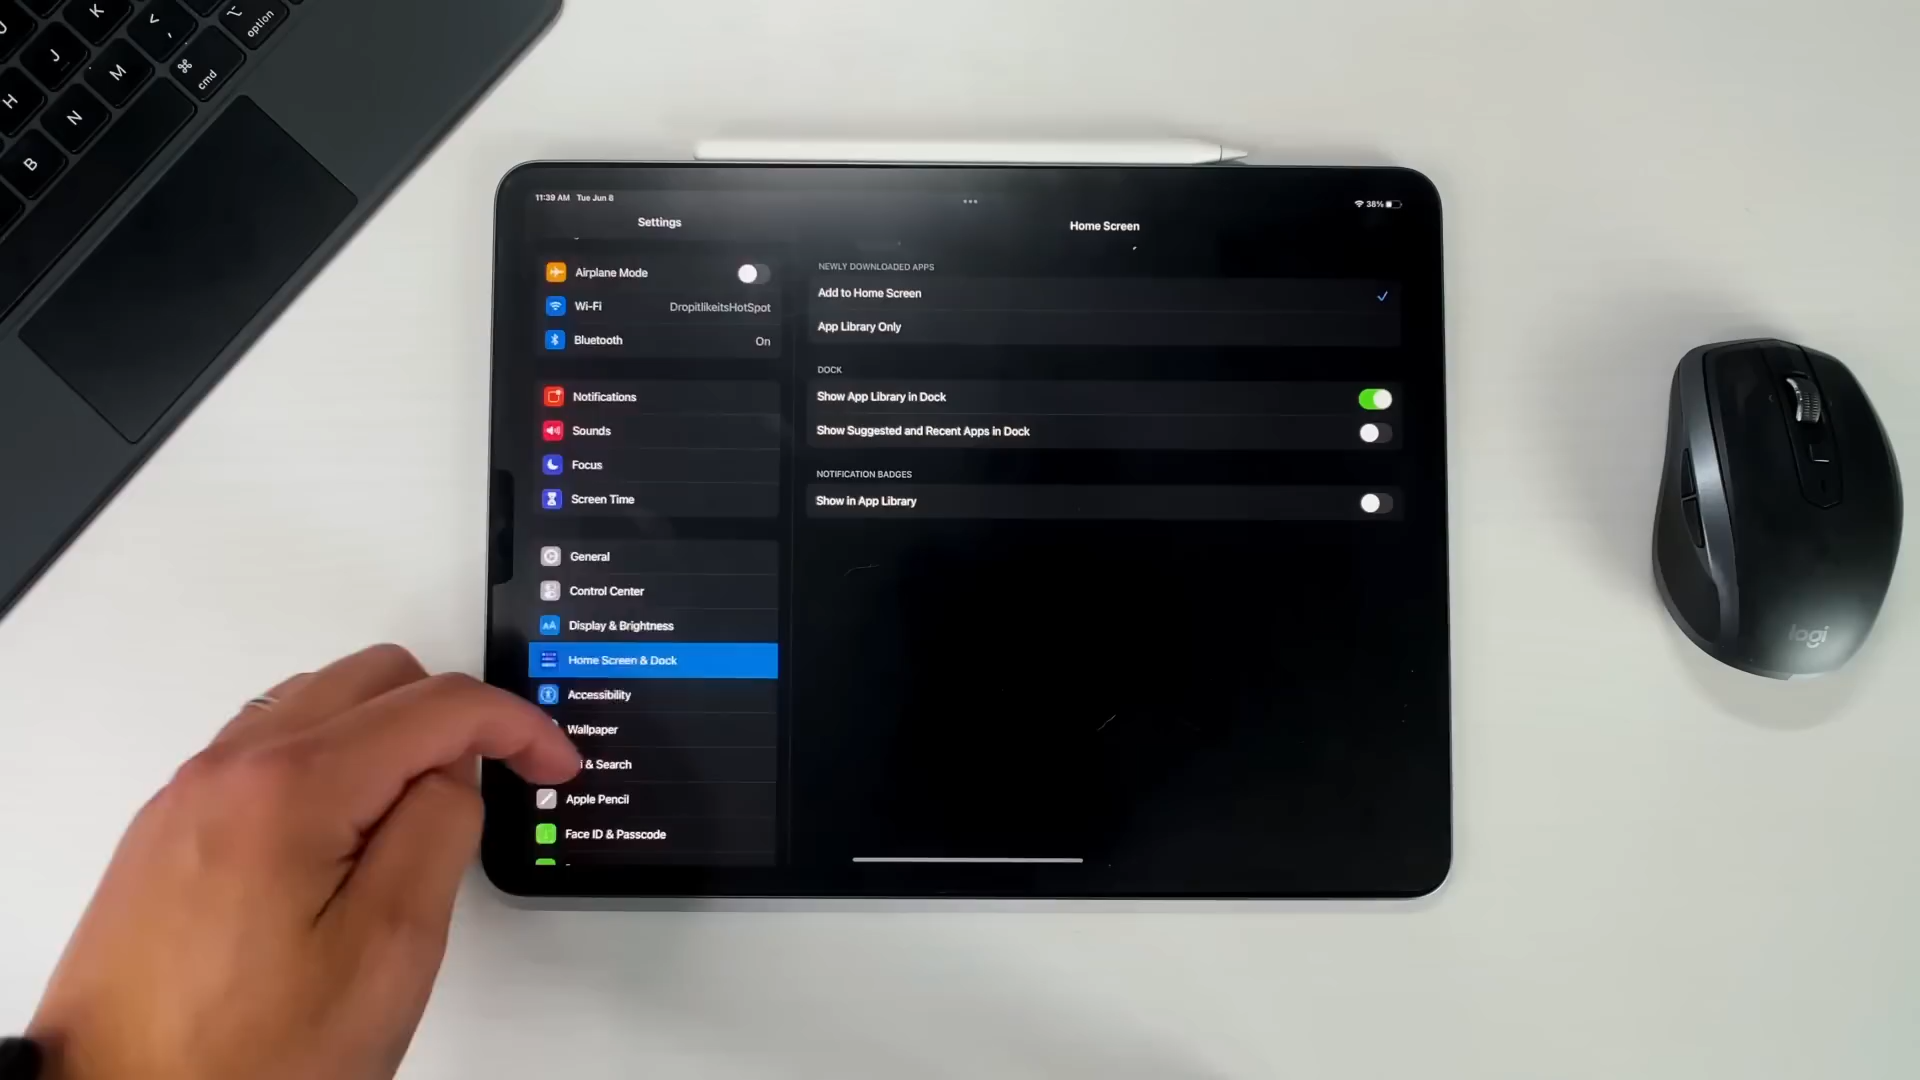 K
<
,
option
J
M
⌘
cmd
H
N
B
11:39 AM Tue Jun 8
38%
Settings
Home Screen
Airplane Mode
Wi-Fi DropitlikeitsHotSpot
Bluetooth On
Notifications
Sounds
Focus
Screen Time
General
Control Center
AA Display & Brightness
Home Screen & Dock
Accessibility
Wallpaper
i & Search
Apple Pencil
Face ID & Passcode
NEWLY DOWNLOADED APPS
Add to Home Screen
App Library Only
DOCK
Show App Library in Dock
Show Suggested and Recent Apps in Dock
NOTIFICATION BADGES
Show in App Library
logi